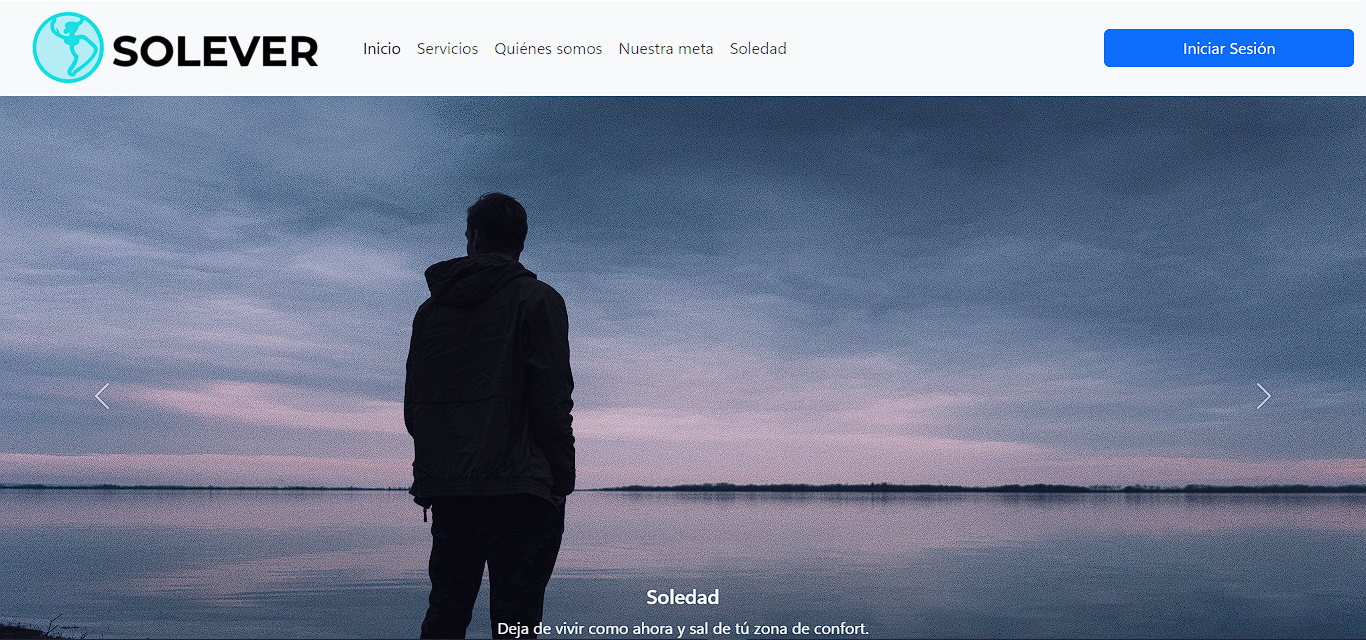 SOLEVER
Inicio Servicios Quiénes somos Nuestra meta Soledad
Iniciar Sesión
Soledad
Deja de vivir como ahora y sal de tú zona de confort.